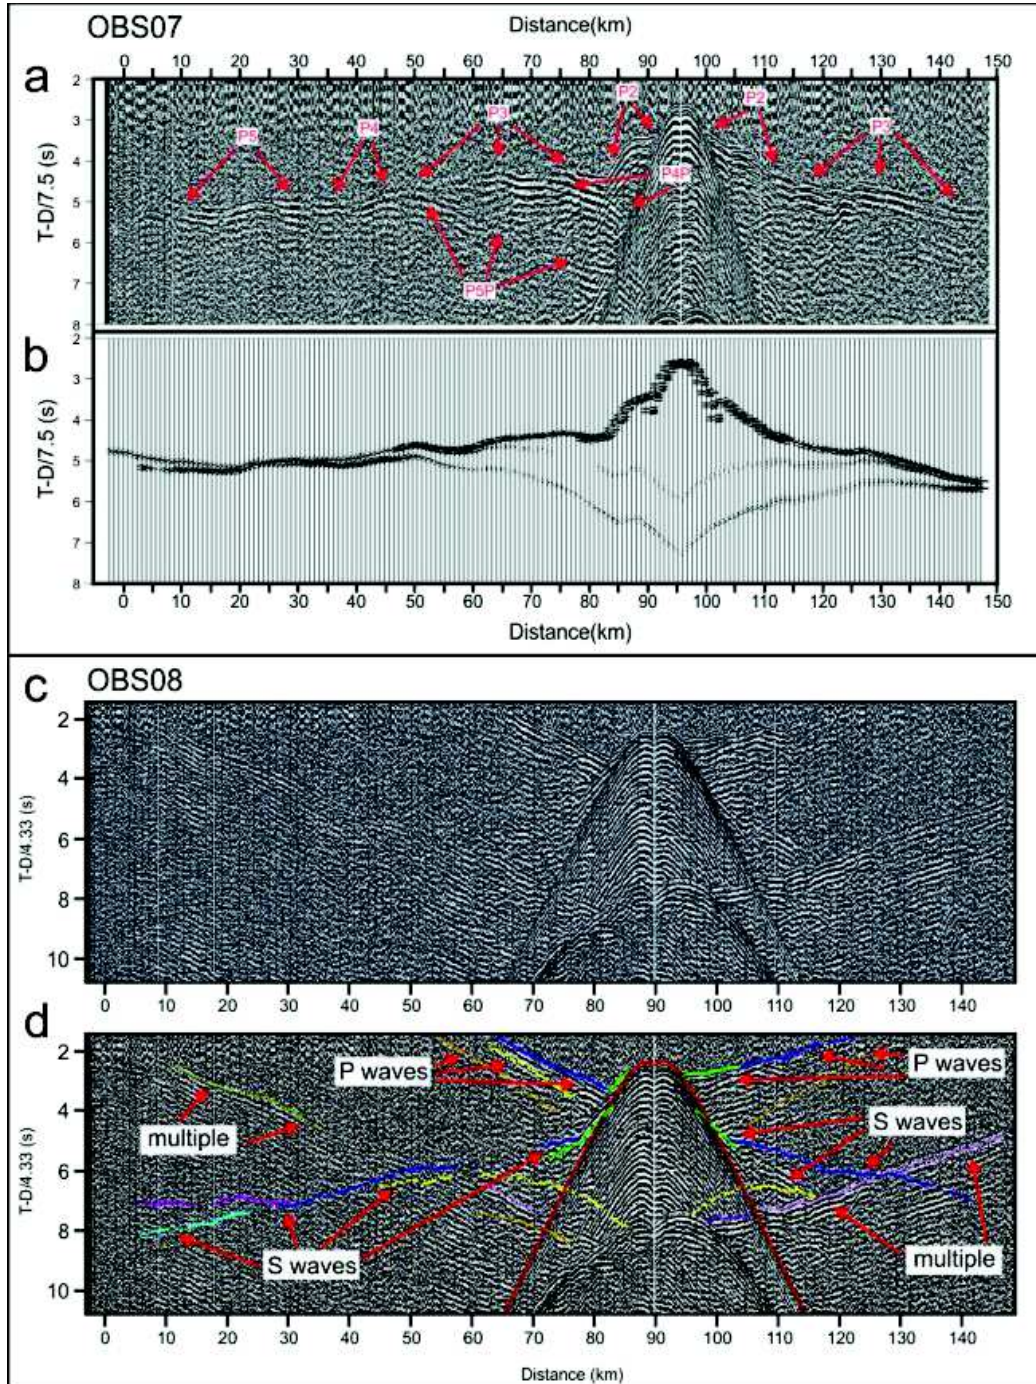 OBS07
Distance(km)
0 10 20 30 40 50 60 70 80 90 100 110 120 130 140 150
a
T-D/7.5 (s)
2
3
4
5
6
7
8
P5
P4
P3
P2
P2
P3
P4P
P5P
b
T-D/7.5 (s)
2
3
4
5
6
7
8
0 10 20 30 40 50 60 70 80 90 100 110 120 130 140 150
Distance(km)
c
OBS08
T-D/4.33 (s)
2
4
6
8
10
0 10 20 30 40 50 60 70 80 90 100 110 120 130 140
d
T-D/4.33 (s)
2
4
6
8
10
P waves
P waves
multiple
S waves
S waves
multiple
0 10 20 30 40 50 60 70 80 90 100 110 120 130 140
Distance (km)